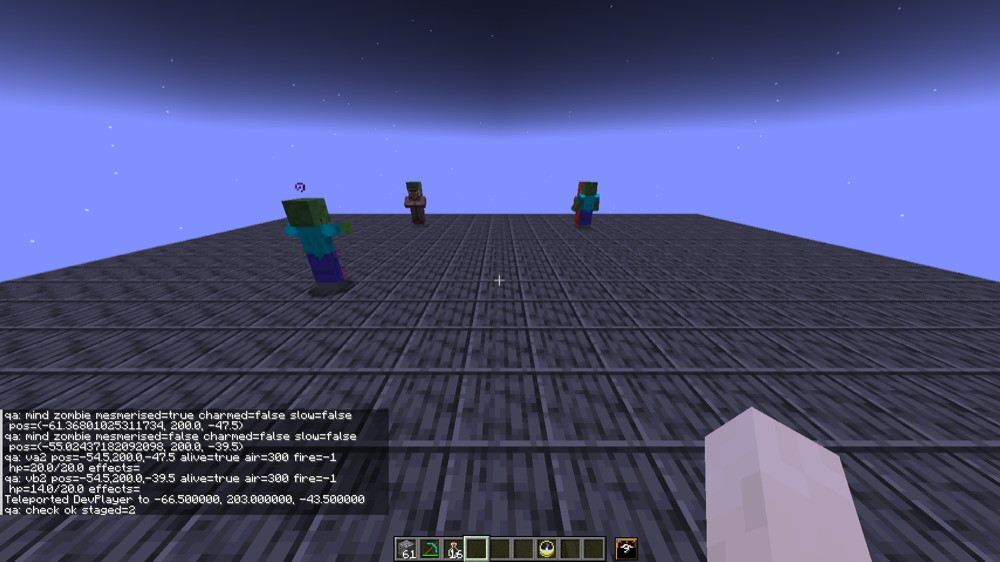 qa: mind zombie mesmerised=true charmed=false slow=false
pos=(-61.36801025311734, 200.0, -47.5)
qa: mind zombie mesmerised=false charmed=false slow=false
pos=(-55.02437182092098, 200.0, -39.5)
qa: va2 pos=-54.5,200.0,-47.5 alive=true air=300 fire=-1
hp=20.0/20.0 effects=
qa: vb2 pos=-54.5,200.0,-39.5 alive=true air=300 fire=-1
hp=14.0/20.0 effects=
Teleported DevPlayer to -66.500000, 203.000000, -43.500000
qa: check ok staged=2
61 16